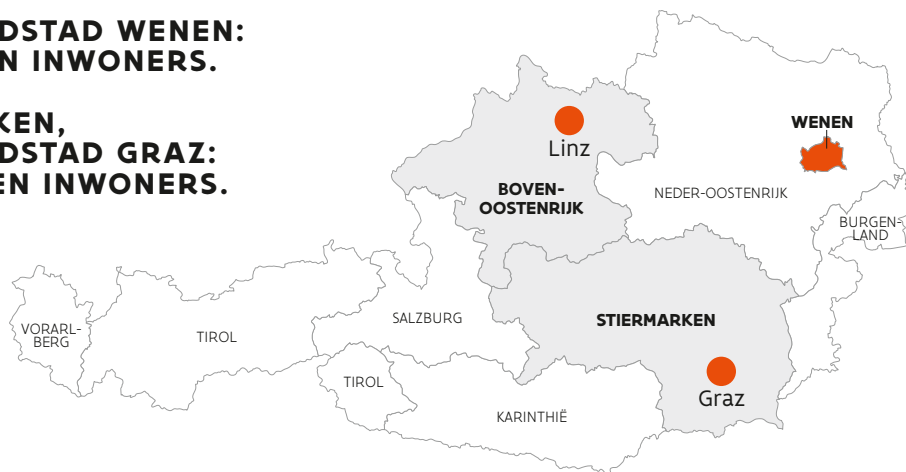 DSTAD WENEN:
N INWONERS.
KEN,
DSTAD GRAZ:
EN INWONERS.
WENEN
Linz
BOVEN-
OOSTENRIJK
NEDER-OOSTENRIJK
BURGEN-
LAND
VORARL-
BERG
TIROL
SALZBURG
STIERMARKEN
TIROL
Graz
KARINTHIË